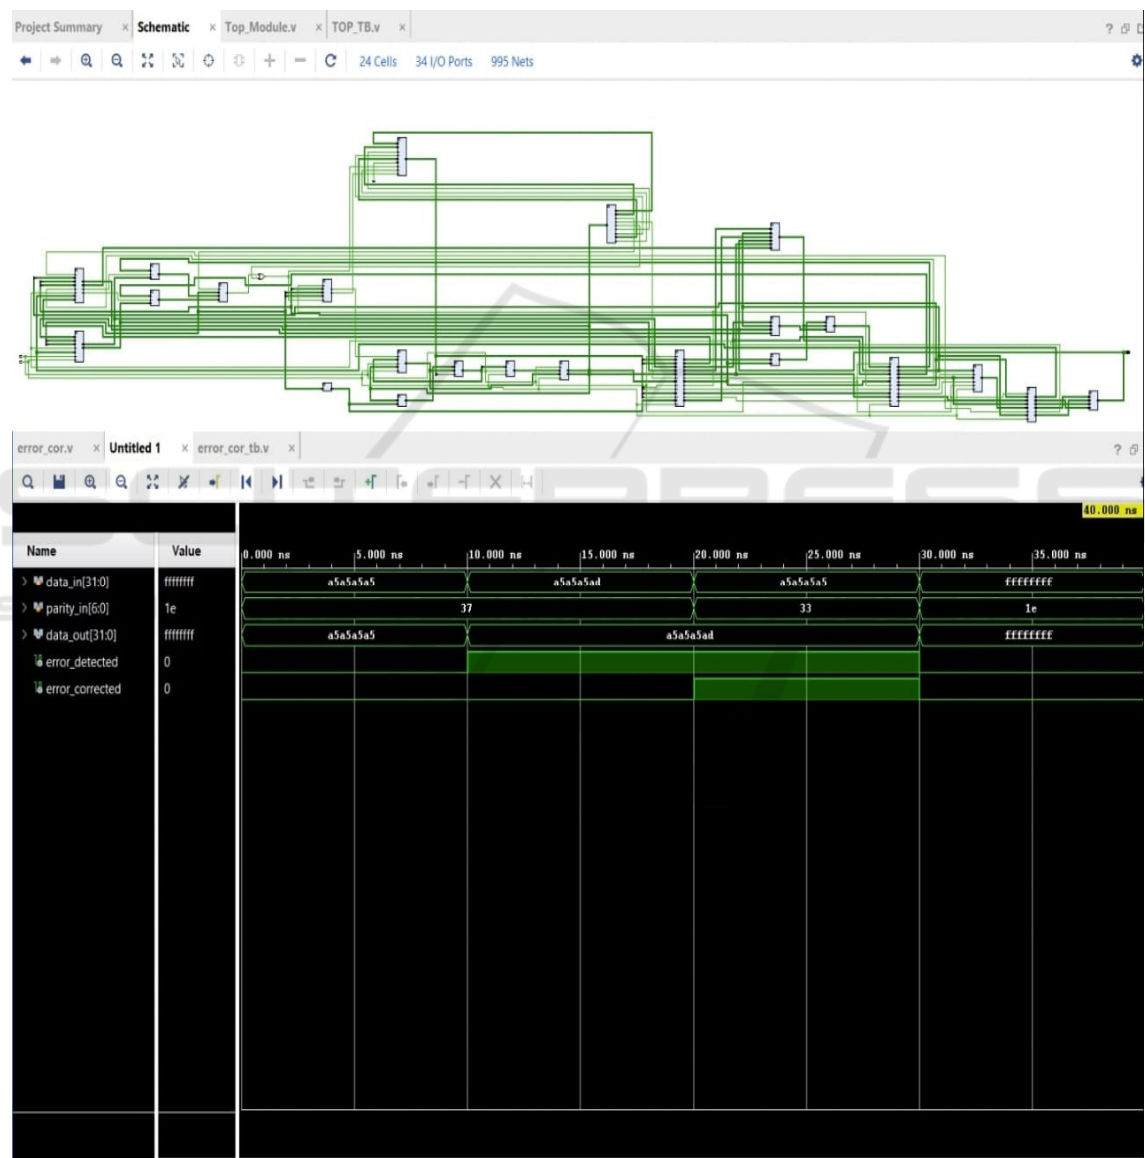 Project Summary × Schematic × Top_Module.v × TOP_TB.v ×
24 Cells 34 I/O Ports 995 Nets
error_cor.v × Untitled 1 × error_cor_tb.v ×
40.000 ns
Name Value 0.000 ns 5.000 ns 10.000 ns 15.000 ns 20.000 ns 25.000 ns 30.000 ns 35.000 ns
data_in[31:0] ffffffff a5a5a5a5 a5a5a5ad a5a5a5a5 ffffffff
parity_in[6:0] 1e 37 33 1e
data_out[31:0] ffffffff a5a5a5a5 a5a5a5ad ffffffff
error_detected 0
error_corrected 0